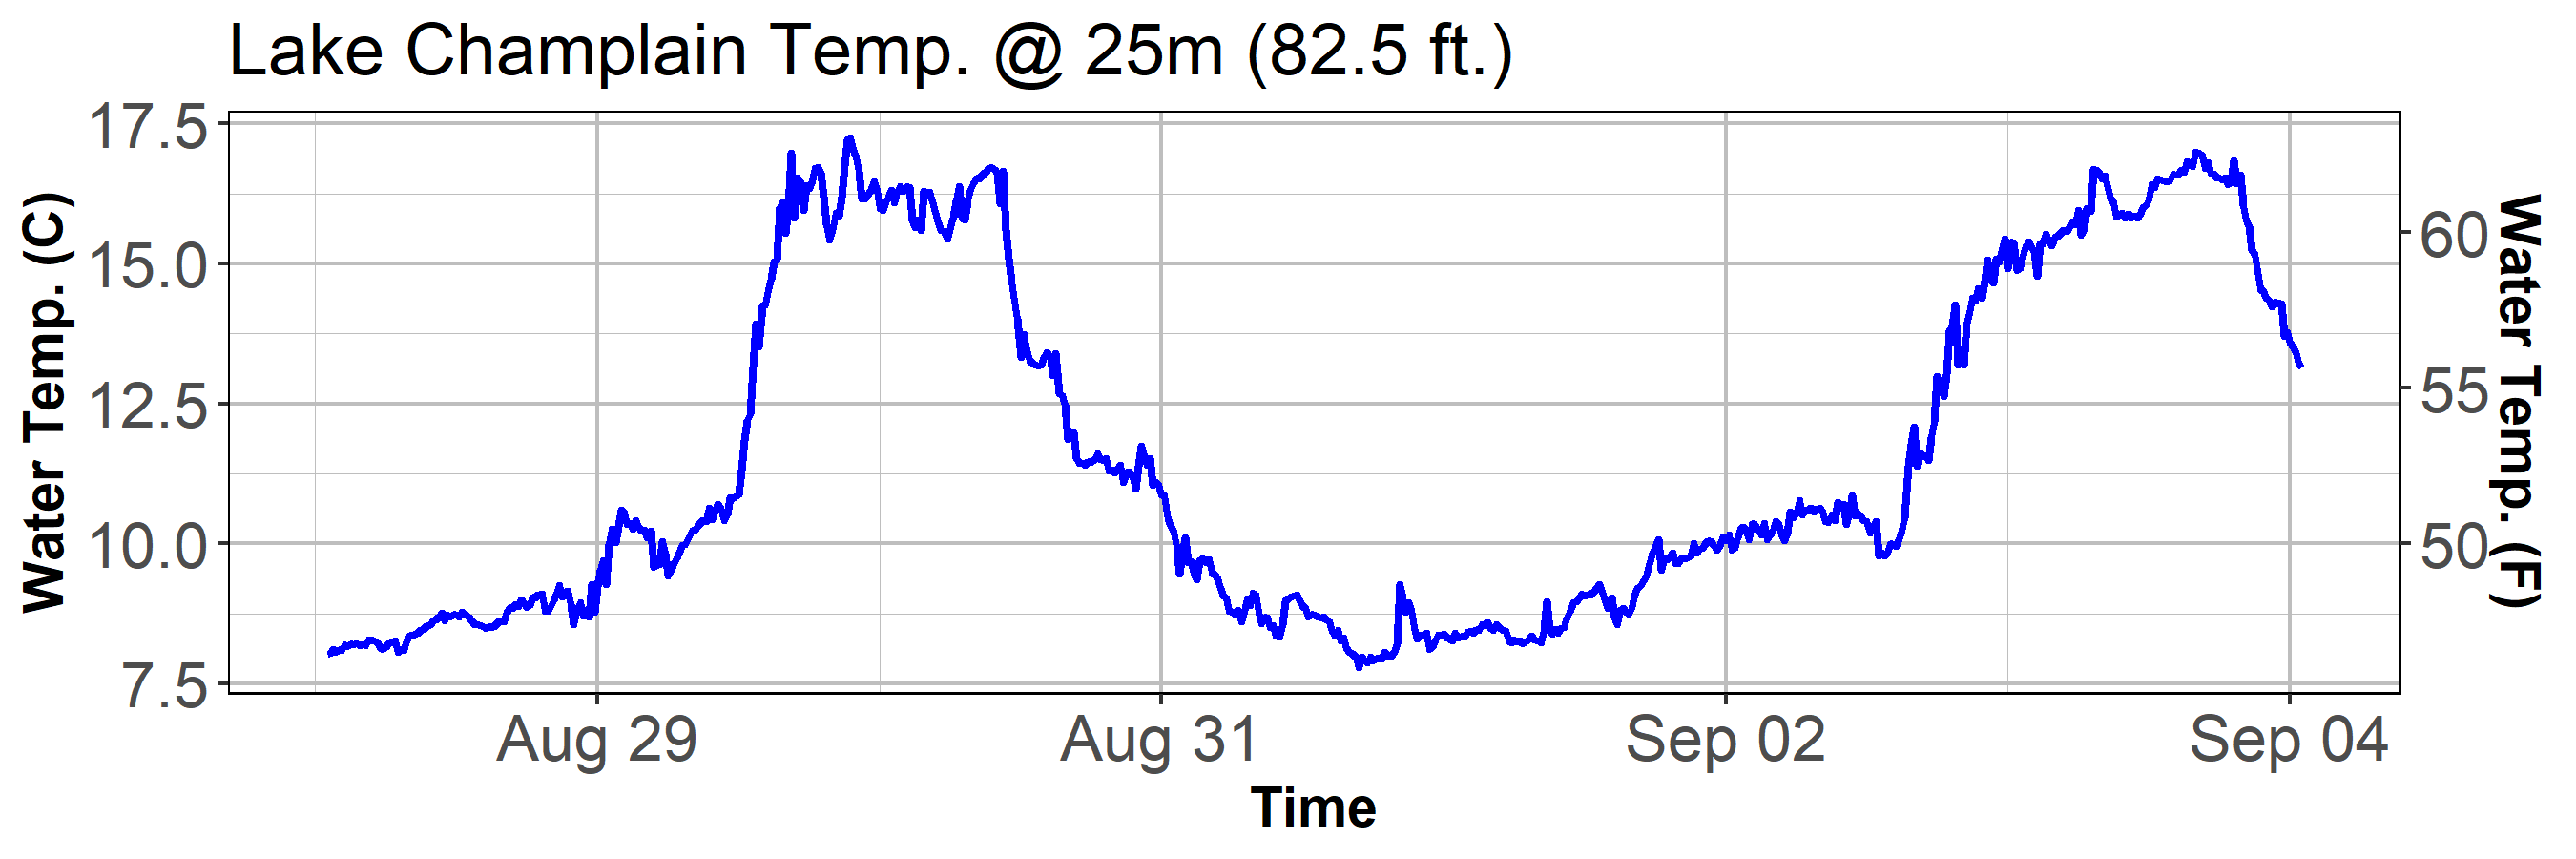 Lake Champlain Temp. @ 25m (82.5 ft.)
Water Temp. (C)
17.5
15.0
12.5
10.0
7.5
60
55
50
Water Temp. (F)
Aug 29
Aug 31
Sep 02
Sep 04
Time